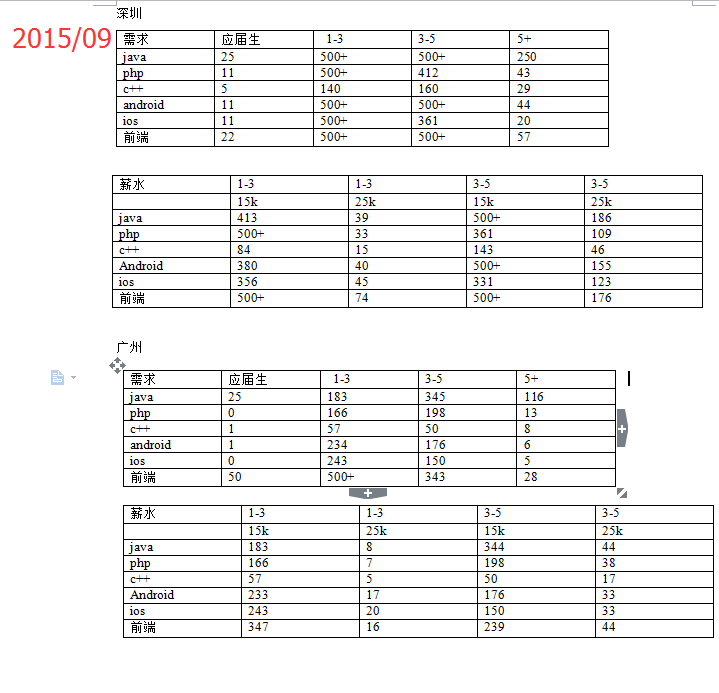 深圳
2015/09
需求 应届生 1-3 3-5 5+
java 25 500+ 500+ 250
php 11 500+ 412 43
c++ 5 140 160 29
android 11 500+ 500+ 44
ios 11 500+ 361 20
前端 22 500+ 500+ 57
薪水 1-3 1-3 3-5 3-5
15k 25k 15k 25k
java 413 39 500+ 186
php 500+ 33 361 109
c++ 84 15 143 46
Android 380 40 500+ 155
ios 356 45 331 123
前端 500+ 74 500+ 176
广州
需求 应届生 1-3 3-5 5+
java 25 183 345 116
php 0 166 198 13
c++ 1 57 50 8
android 1 234 176 6
ios 0 243 150 5
前端 50 500+ 343 28
薪水 1-3 1-3 3-5 3-5
15k 25k 15k 25k
java 183 8 344 44
php 166 7 198 38
c++ 57 5 50 17
Android 233 17 176 33
ios 243 20 150 33
前端 347 16 239 44